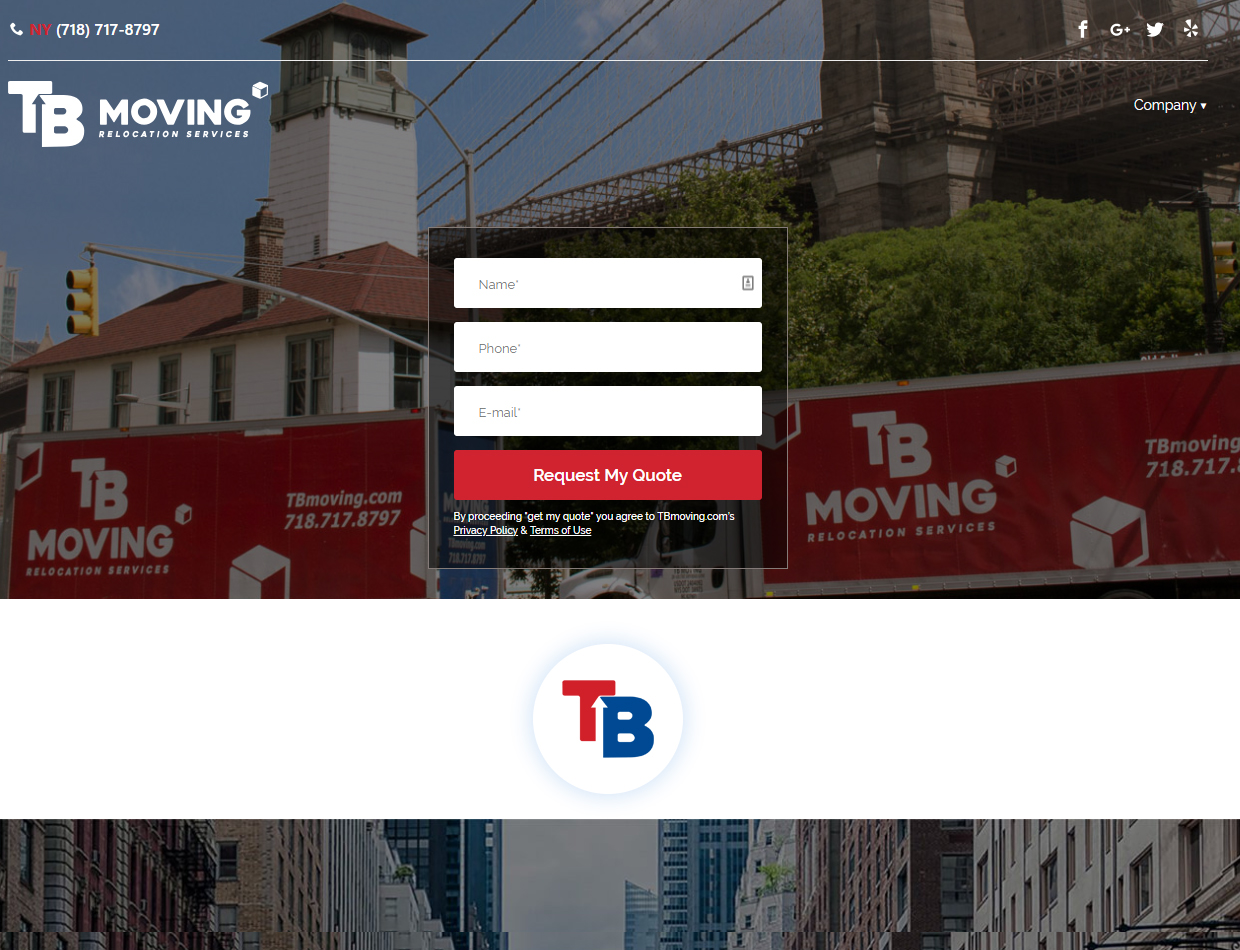 NY (718) 717-8797
TB MOVING
RELOCATION SERVICES
Company ▾
Name*
Phone*
E-mail*
Request My Quote
By proceeding "get my quote" you agree to TBmoving.com's
Privacy Policy & Terms of Use
TB
MOVING
RELOCATION SERVICES
TBmoving.com
718.717.8797
TB
MOVING
RELOCATION SERVICES
TBmoving
718.717.8
TB